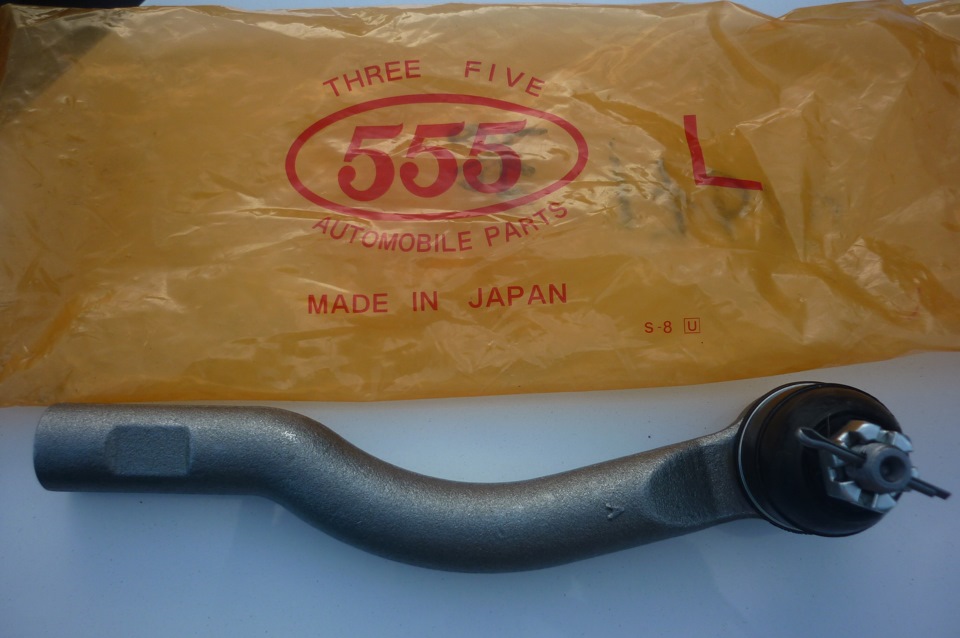 THREE FIVE
555
AUTOMOBILE PARTS
L
MADE IN JAPAN
S-8 U